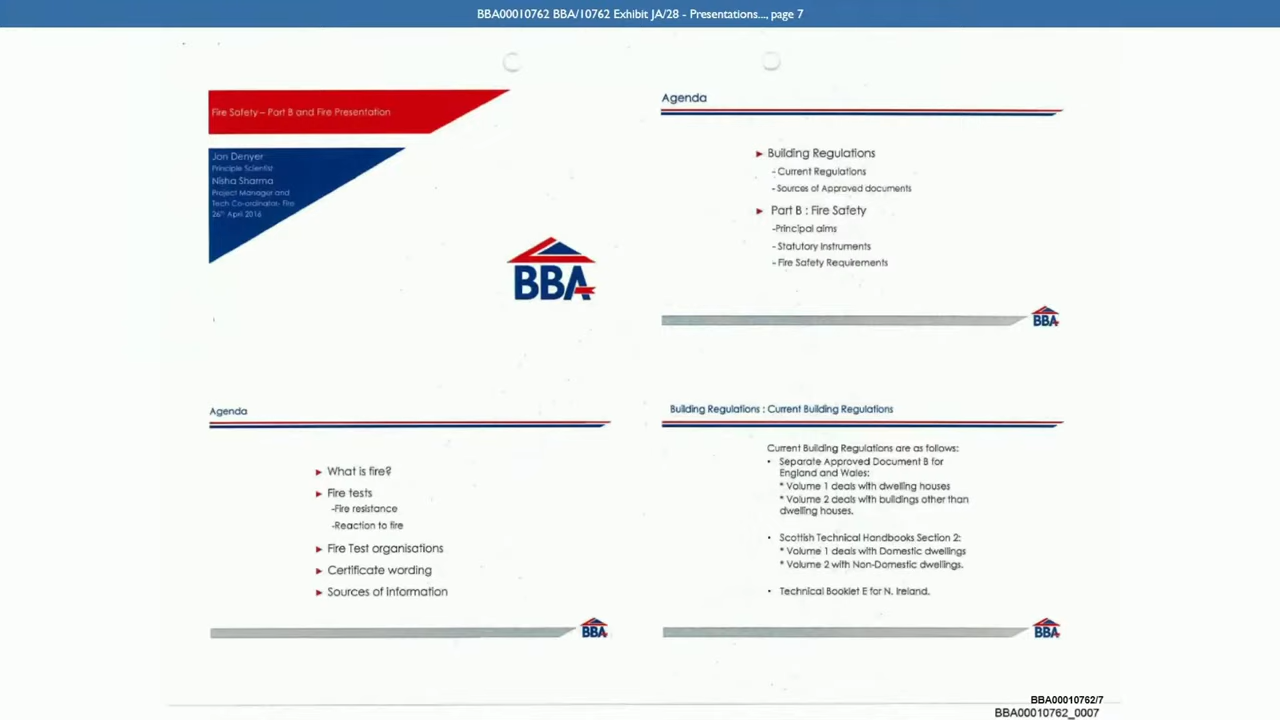 BBA00010762 BBA/10762 Exhibit JA/28 - Presentations..., page 7
Fire Safety – Part B and Fire Presentation
Jon Denyer
Principle Scientist
Nisha Sharma
Project Manager and
Tech Co-ordinator- Fire
26th April 2016
BBA
Agenda
Building Regulations
- Current Regulations
- Sources of Approved documents
Part B : Fire Safety
-Principal aims
- Statutory Instruments
- Fire Safety Requirements
BBA
Agenda
What is fire?
Fire tests
-Fire resistance
-Reaction to fire
Fire Test organisations
Certificate wording
Sources of Information
BBA
Building Regulations : Current Building Regulations
Current Building Regulations are as follows:
• Separate Approved Document B for
England and Wales:
* Volume 1 deals with dwelling houses
* Volume 2 deals with buildings other than
dwelling houses.
• Scottish Technical Handbooks Section 2:
* Volume 1 deals with Domestic dwellings
* Volume 2 with Non-Domestic dwellings.
• Technical Booklet E for N. Ireland.
BBA
BBA00010762/7
BBA00010762_0007